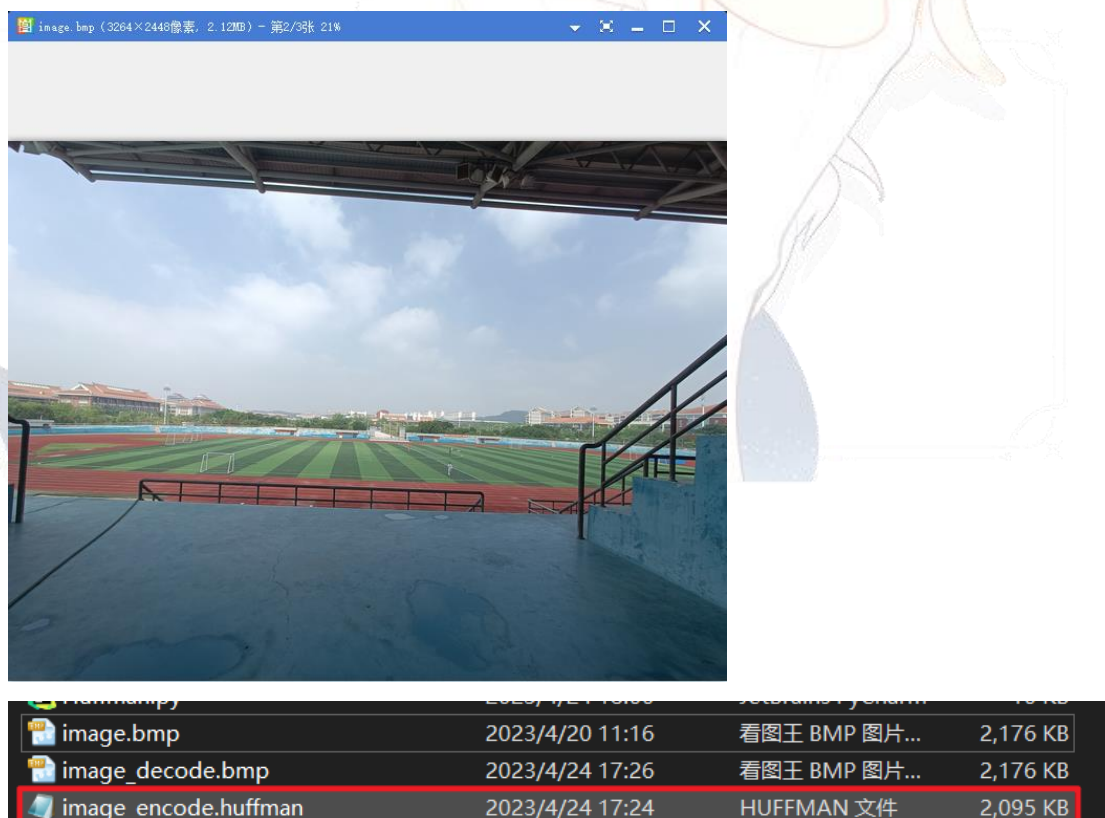 image.bmp (3264×2448像素, 2.12MB) - 第2/3张 21%
image.bmp 2023/4/20 11:16 看图王 BMP 图片... 2,176 KB
image_decode.bmp 2023/4/24 17:26 看图王 BMP 图片... 2,176 KB
image_encode.huffman 2023/4/24 17:24 HUFFMAN 文件 2,095 KB